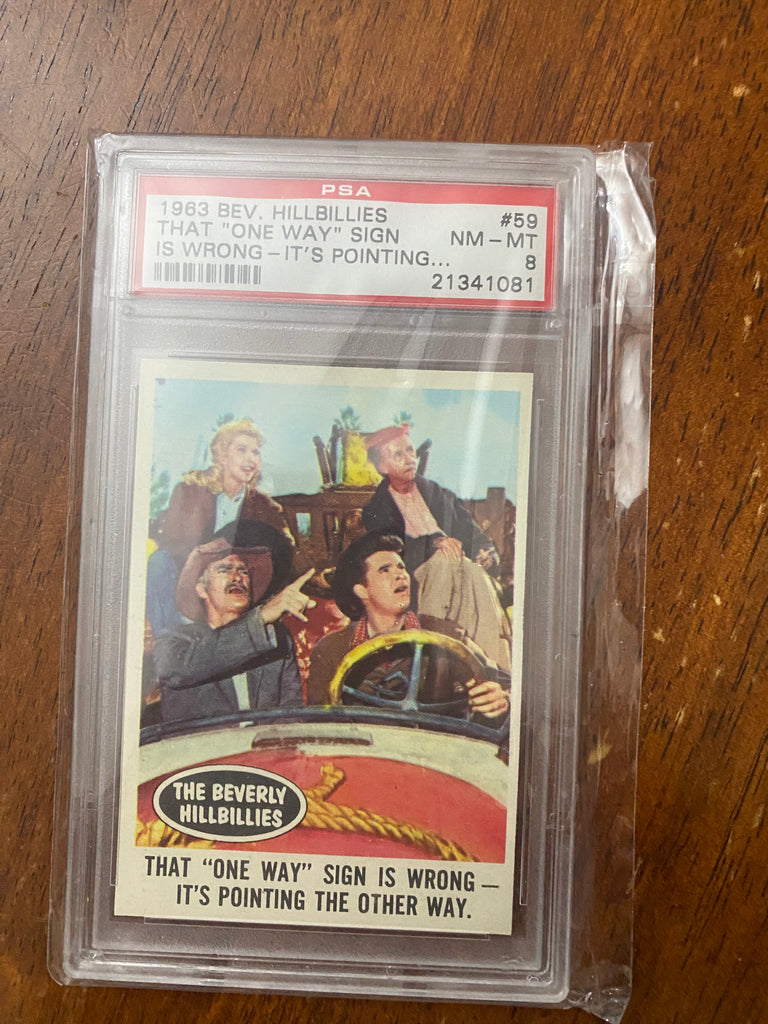 PSA
1963 BEV. HILLBILLIES #59
THAT "ONE WAY" SIGN NM - MT
IS WRONG - IT'S POINTING... 8
21341081
THE BEVERLY
HILLBILLIES
THAT “ONE WAY” SIGN IS WRONG —
IT'S POINTING THE OTHER WAY.